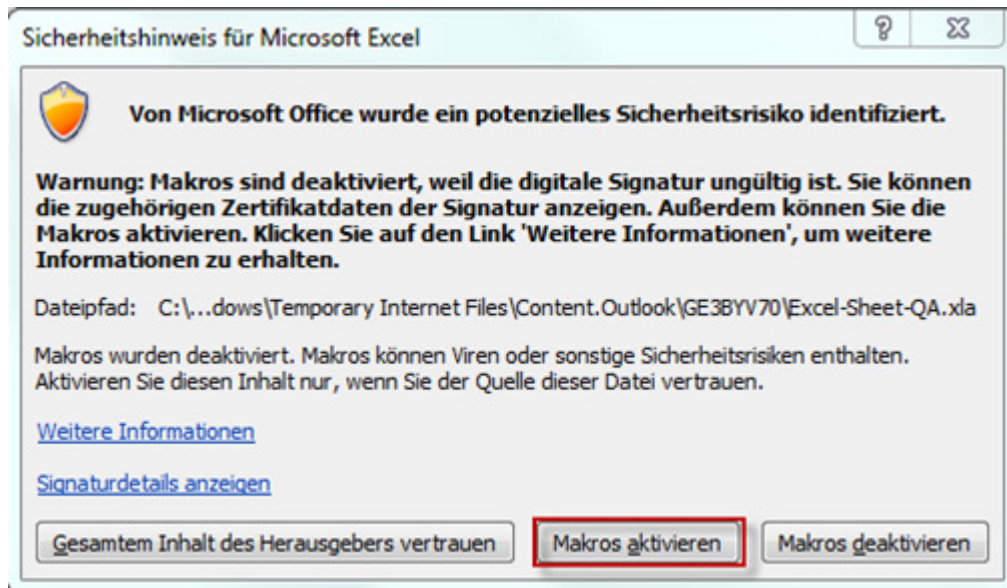 Sicherheitshinweis für Microsoft Excel
Von Microsoft Office wurde ein potenzielles Sicherheitsrisiko identifiziert.
Warnung: Makros sind deaktiviert, weil die digitale Signatur ungültig ist. Sie können
die zugehörigen Zertifikatdaten der Signatur anzeigen. Außerdem können Sie die
Makros aktivieren. Klicken Sie auf den Link 'Weitere Informationen', um weitere
Informationen zu erhalten.
Dateipfad: C:\...dows\Temporary Internet Files\Content.Outlook\GE3BYV70\Excel-Sheet-QA.xla
Makros wurden deaktiviert. Makros können Viren oder sonstige Sicherheitsrisiken enthalten.
Aktivieren Sie diesen Inhalt nur, wenn Sie der Quelle dieser Datei vertrauen.
Weitere Informationen
Signaturdetails anzeigen
Gesamtem Inhalt des Herausgebers vertrauen Makros aktivieren Makros deaktivieren